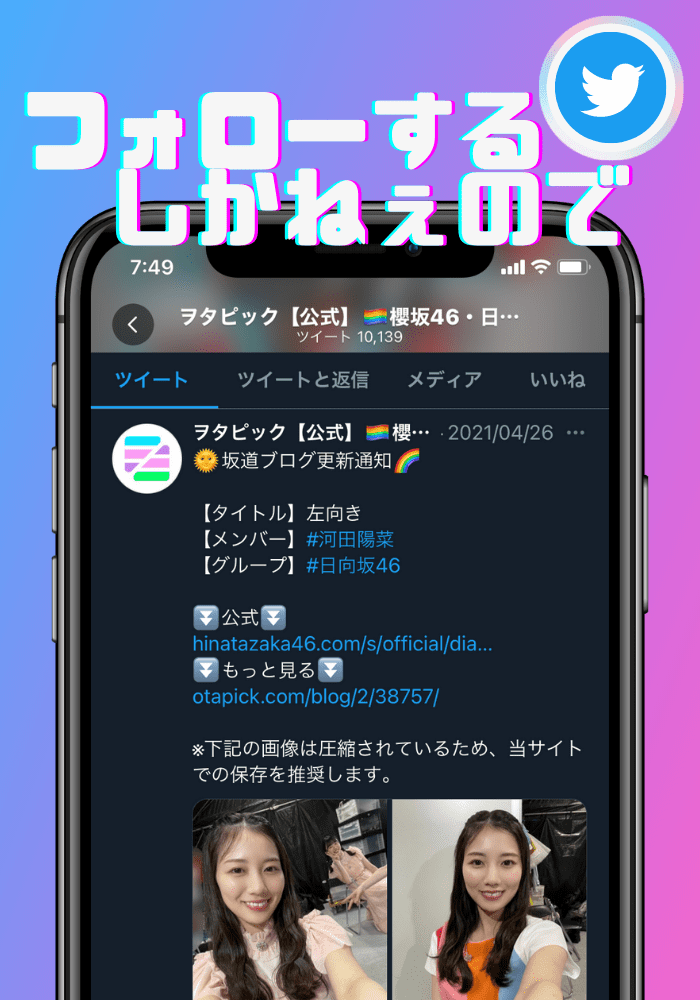 フォローする
しかねぇので
7:49
ヲタピック【公式】🏳️‍🌈櫻坂46・日…
ツイート 10,139
ツイート ツイートと返信 メディア いいね
ヲタピック【公式】🏳️‍🌈櫻… · 2021/04/26 …
🌞坂道ブログ更新通知🌈
【タイトル】左向き
【メンバー】#河田陽菜
【グループ】#日向坂46
⏬公式⏬
hinatazaka46.com/s/official/dia...
⏬もっと見る⏬
otapick.com/blog/2/38757/
※下記の画像は圧縮されているため、当サイト
での保存を推奨します。